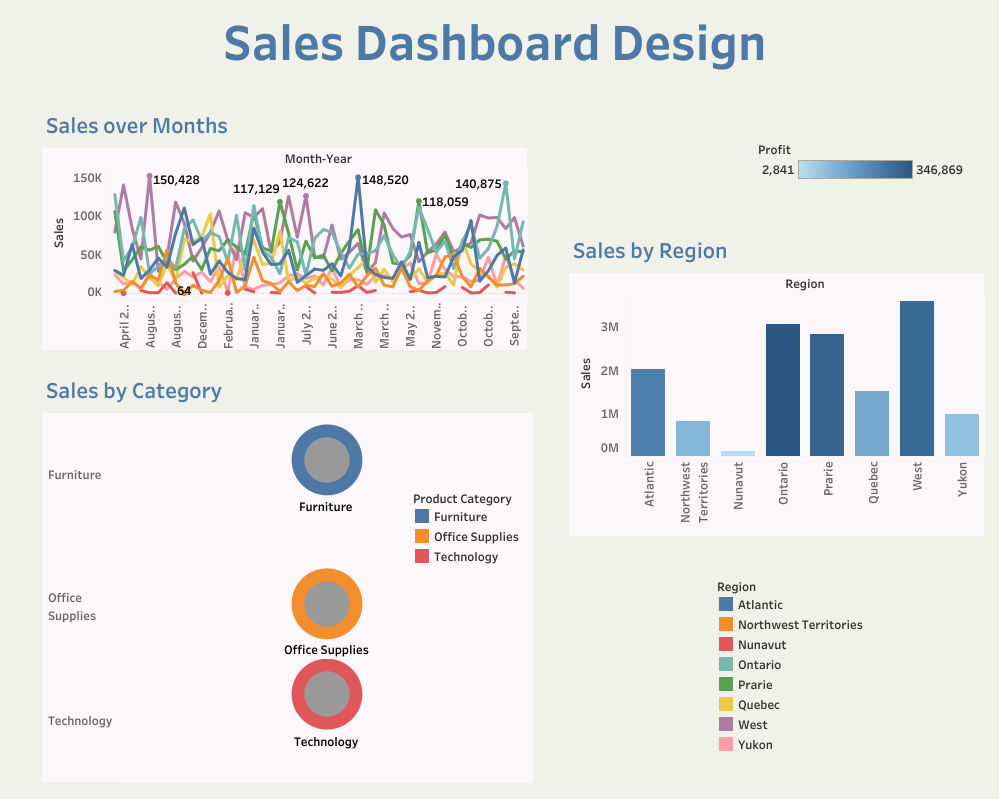 Sales Dashboard Design
Sales over Months
Month-Year
Sales
150K
100K
50K
0K
150,428
117,129
124,622
148,520
118,059
140,875
64
April 2..
Augus..
Augus..
Decem..
Februa..
Januar..
Januar..
July 2..
June 2..
March ..
March ..
May 2..
Novem..
Octob..
Octob..
Septe..
Profit
2,841
346,869
Sales by Region
Region
Sales
3M
2M
1M
0M
Atlantic
Northwest
Territories
Nunavut
Ontario
Prarie
Quebec
West
Yukon
Sales by Category
Furniture
Furniture
Office
Supplies
Office Supplies
Technology
Technology
Product Category
Furniture
Office Supplies
Technology
Region
Atlantic
Northwest Territories
Nunavut
Ontario
Prarie
Quebec
West
Yukon